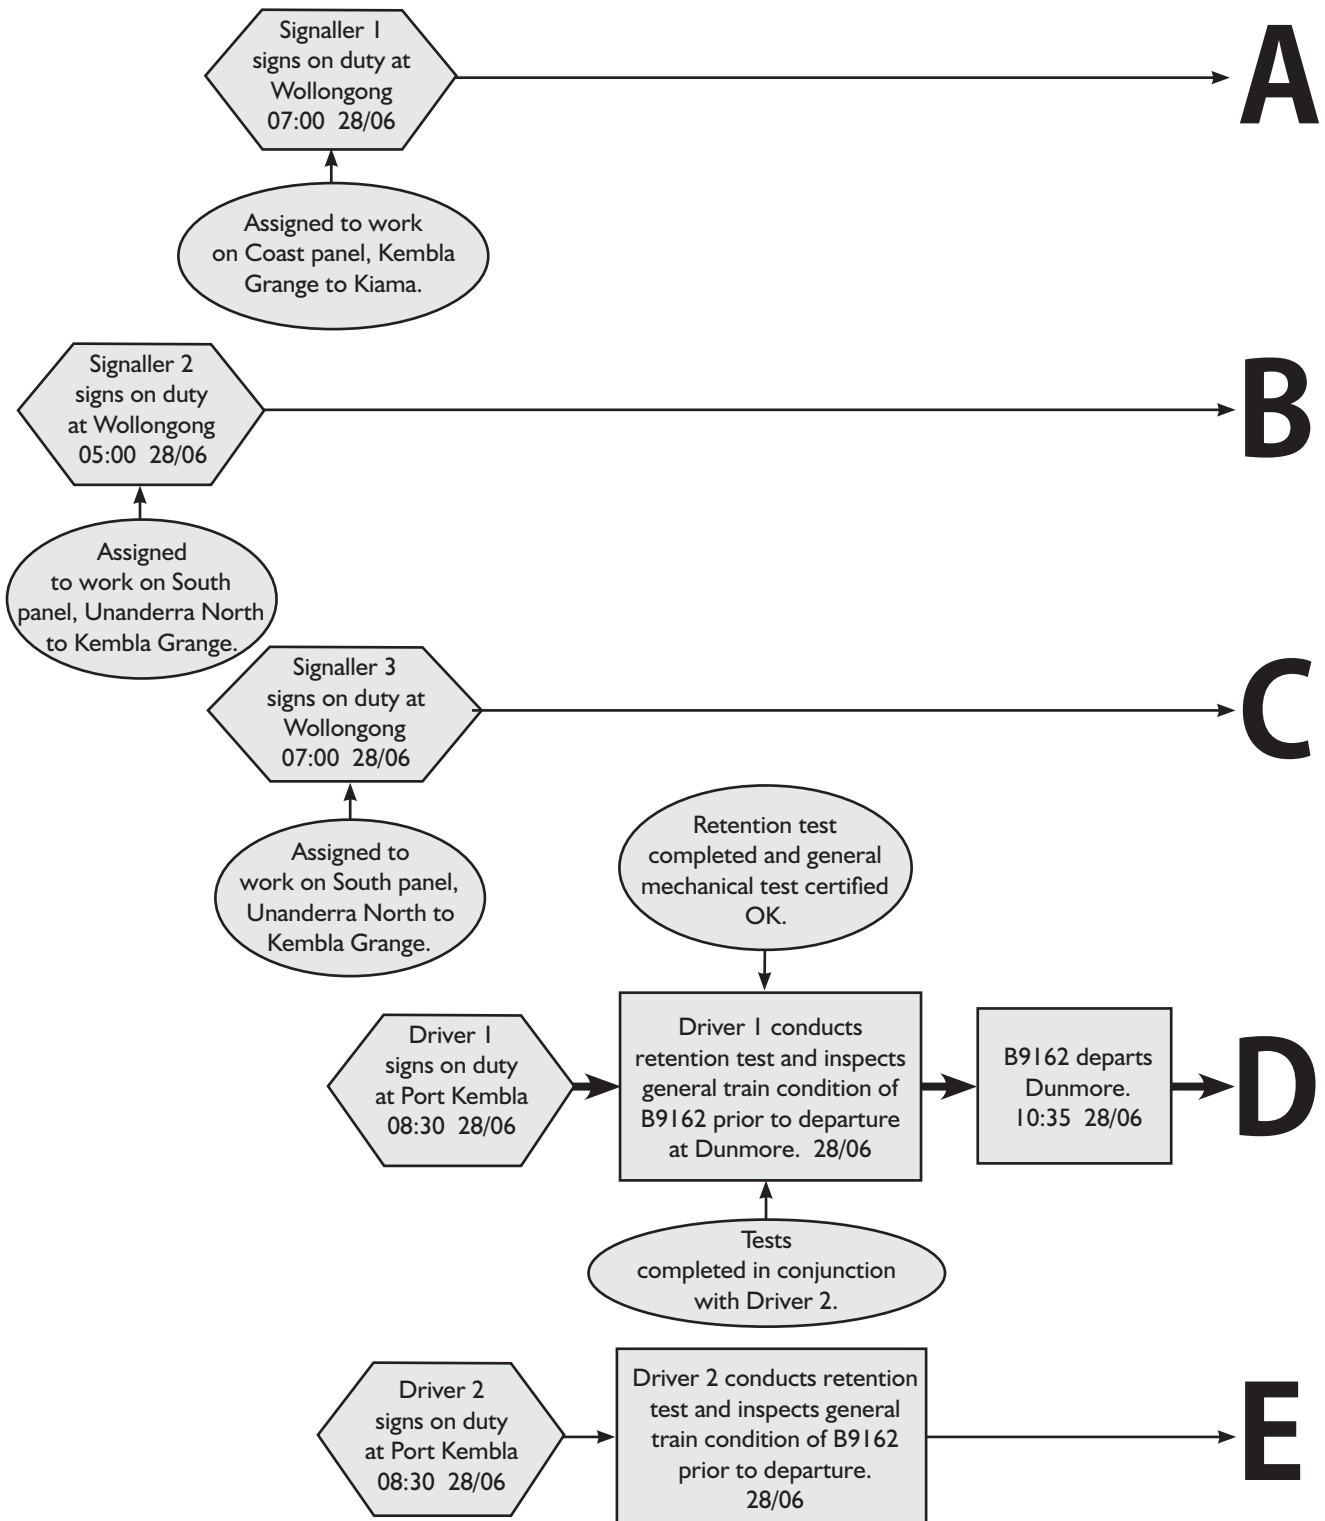 Signaller 1
signs on duty at
Wollongong
07:00 28/06
A
Assigned to work
on Coast panel, Kembla
Grange to Kiama.
Signaller 2
signs on duty
at Wollongong
05:00 28/06
B
Assigned
to work on South
panel, Unanderra North
to Kembla Grange.
Signaller 3
signs on duty at
Wollongong
07:00 28/06
C
Assigned to
work on South panel,
Unanderra North to
Kembla Grange.
Retention test
completed and general
mechanical test certified
OK.
Driver 1
signs on duty
at Port Kembla
08:30 28/06
Driver 1 conducts
retention test and inspects
general train condition of
B9162 prior to departure
at Dunmore. 28/06
B9162 departs
Dunmore.
10:35 28/06
D
Tests
completed in conjunction
with Driver 2.
Driver 2
signs on duty
at Port Kembla
08:30 28/06
Driver 2 conducts retention
test and inspects general
train condition of B9162
prior to departure.
28/06
E